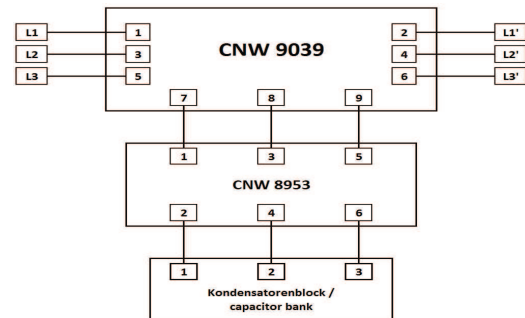 L1 1 CNW 9039 2 L1'
L2 3 4 L2'
L3 5 6 L3'
7 8 9
1 3 5
CNW 8953
2 4 6
1 2 3
Kondensatorenblock /
capacitor bank